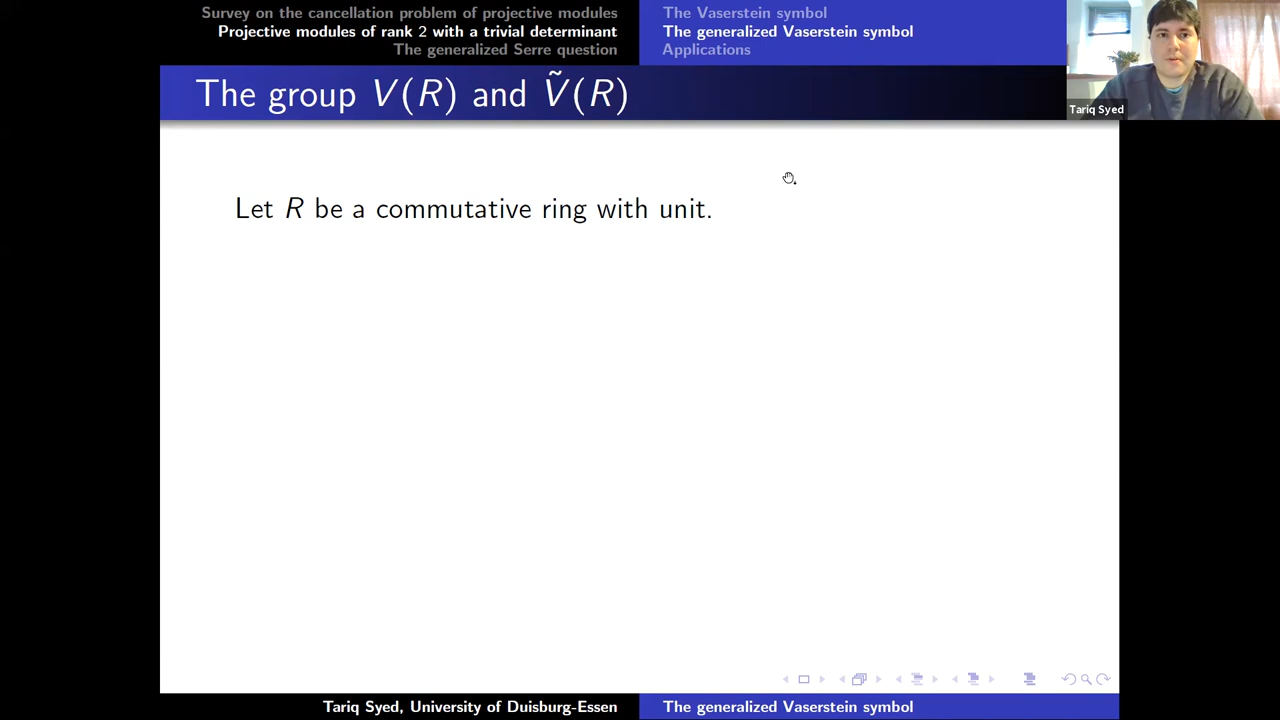 Survey on the cancellation problem of projective modules
Projective modules of rank 2 with a trivial determinant
The generalized Serre question
The Vaserstein symbol
The generalized Vaserstein symbol
Applications
The group V(R) and Ṽ(R)
Tariq Syed
Let R be a commutative ring with unit.
Tariq Syed, University of Duisburg-Essen
The generalized Vaserstein symbol